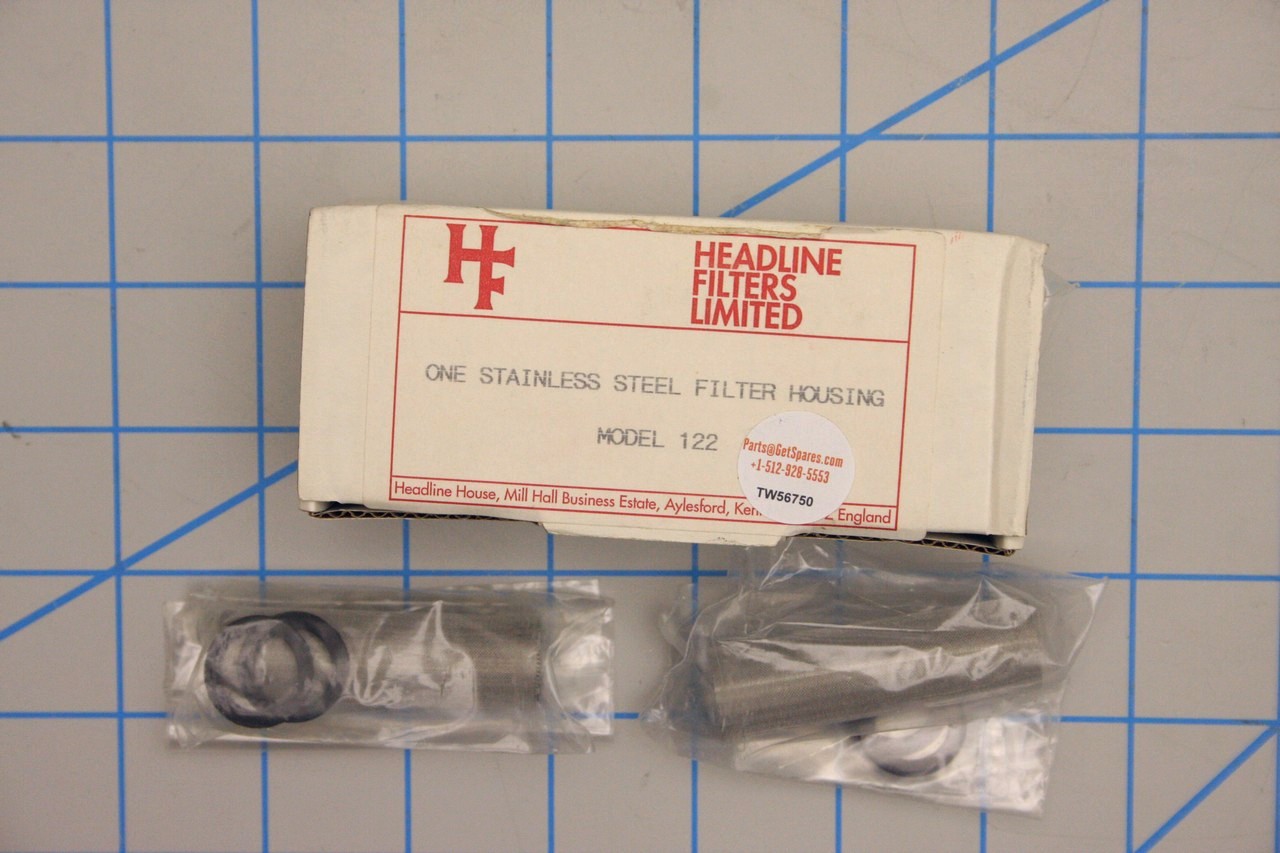 HF
HEADLINE
FILTERS
LIMITED
ONE STAINLESS STEEL FILTER HOUSING
MODEL 122
Parts@GetSpares.com
+1-512-928-5553
TW56750
Headline House, Mill Hall Business Estate, Aylesford, England